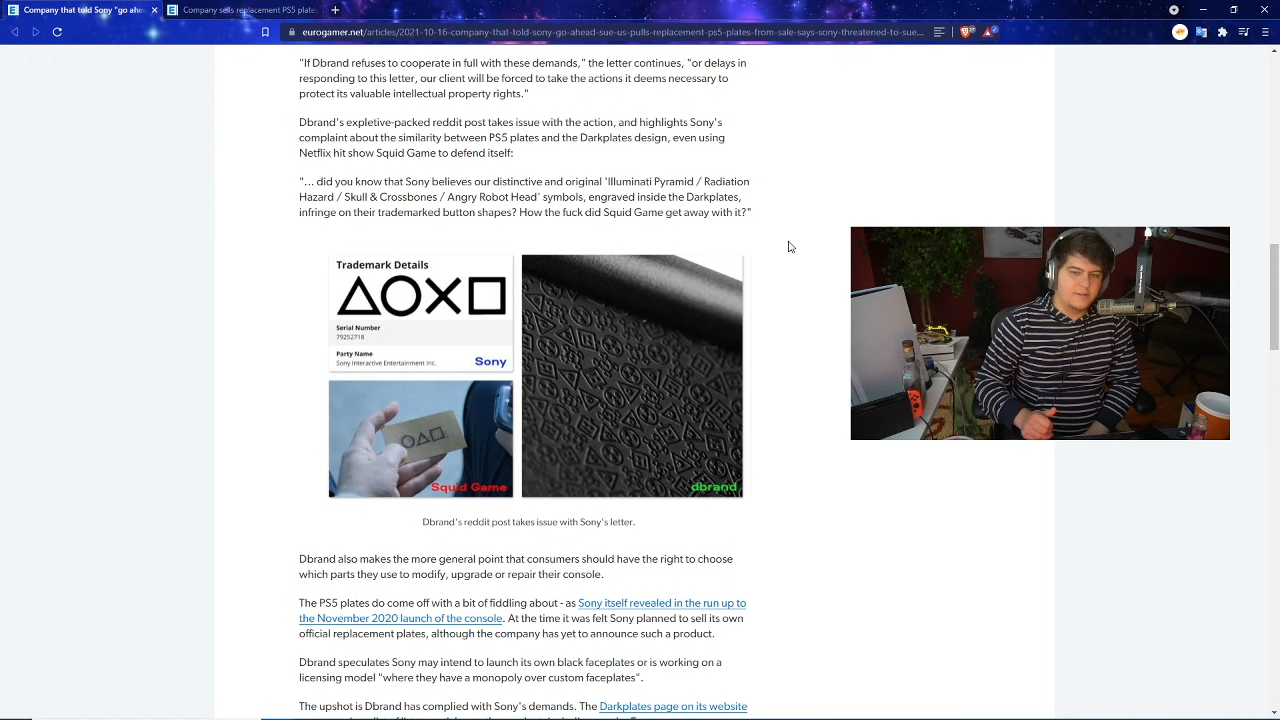 Company that told Sony "go ahe
Company sells replacement PS5 plate
eurogamer.net/articles/2021-10-16-company-that-told-sony-go-ahead-sue-us-pulls-replacement-ps5-plates-from-sale-says-sony-threatened-to-sue...
"If Dbrand refuses to cooperate in full with these demands," the letter continues, "or delays in
responding to this letter, our client will be forced to take the actions it deems necessary to
protect its valuable intellectual property rights."
Dbrand's expletive-packed reddit post takes issue with the action, and highlights Sony's
complaint about the similarity between PS5 plates and the Darkplates design, even using
Netflix hit show Squid Game to defend itself:
"... did you know that Sony believes our distinctive and original 'Illuminati Pyramid / Radiation
Hazard / Skull & Crossbones / Angry Robot Head' symbols, engraved inside the Darkplates,
infringe on their trademarked button shapes? How the fuck did Squid Game get away with it?"
Trademark Details
Serial Number
79252718
Party Name
Sony Interactive Entertainment Inc.
Sony
Squid Game
dbrand
Dbrand's reddit post takes issue with Sony's letter.
Dbrand also makes the more general point that consumers should have the right to choose
which parts they use to modify, upgrade or repair their console.
The PS5 plates do come off with a bit of fiddling about - as Sony itself revealed in the run up to
the November 2020 launch of the console. At the time it was felt Sony planned to sell its own
official replacement plates, although the company has yet to announce such a product.
Dbrand speculates Sony may intend to launch its own black faceplates or is working on a
licensing model "where they have a monopoly over custom faceplates".
The upshot is Dbrand has complied with Sony's demands. The Darkplates page on its website